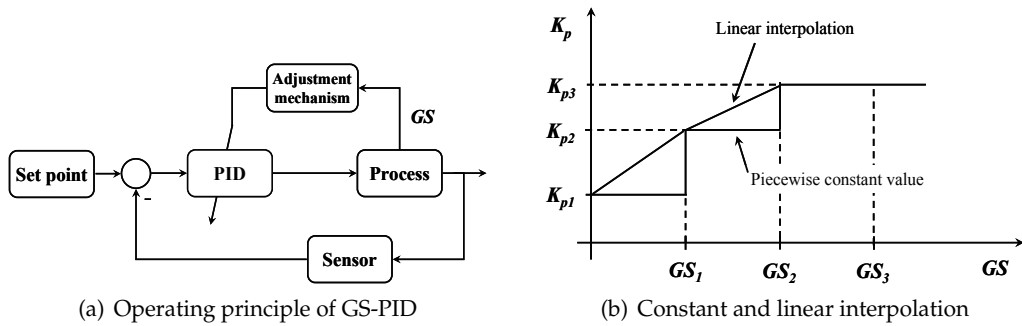 Adjustment
mechanism
GS
Set point
PID
Process
-
Sensor
(a) Operating principle of GS-PID
K_p
Linear interpolation
K_p3
K_p2
Piecewise constant value
K_p1
GS_1
GS_2
GS_3
GS
(b) Constant and linear interpolation